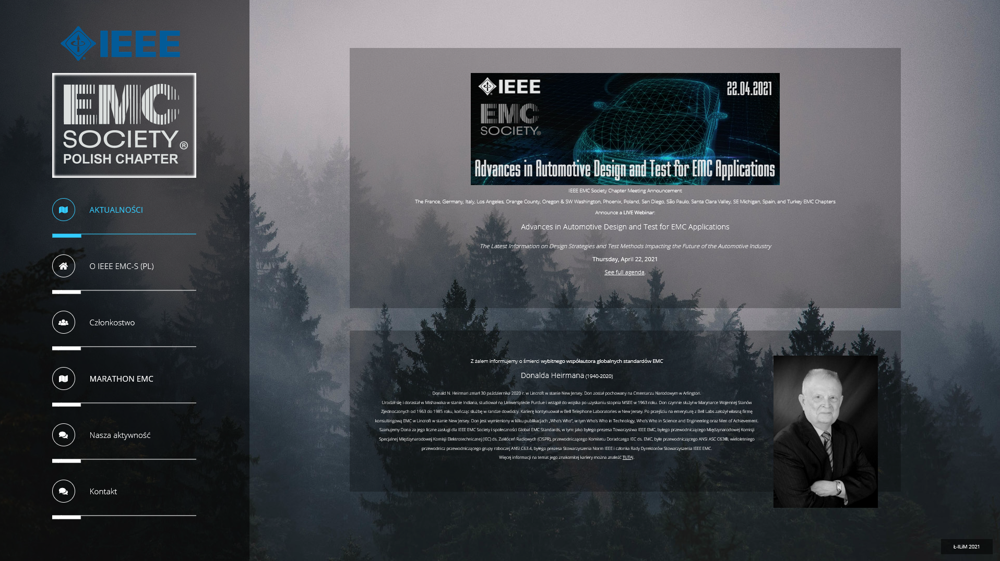 IEEE
EMC
SOCIETY®
POLISH CHAPTER
AKTUALNOŚCI
O IEEE EMC-S (PL)
Członkostwo
MARATHON EMC
Nasza aktywność
Kontakt
IEEE
22.04.2021
EMC
SOCIETY®
Advances in Automotive Design and Test for EMC Applications
IEEE EMC Society Chapter Meeting Announcement
The France, Germany, Italy, Los Angeles, Orange County, Oregon & SW Washington, Phoenix, Poland, San Diego, São Paulo, Santa Clara Valley, SE Michigan, Spain, and Turkey EMC Chapters
Announce a LIVE Webinar:
Advances in Automotive Design and Test for EMC Applications
The Latest Information on Design Strategies and Test Methods Impacting the Future of the Automotive Industry
Thursday, April 22, 2021
See full agenda.
Z żalem informujemy o śmierci wybitnego współautora globalnych standardów EMC
Donalda Heirmana (1940-2020)
Donald N. Heirman zmarł 30 października 2020 r. w Lincroft w stanie New Jersey. Don został pochowany na Cmentarzu Narodowym w Arlington.
Urodził się i dorastał w Mishawaka w stanie Indiana, studiował na Uniwersytecie Purdue i wstąpił do wojska po uzyskaniu stopnia MSEE w 1963 roku. Don czynnie służył w Marynarce Wojennej Stanów
Zjednoczonych od 1963 do 1985 roku, kończąc służbę w randze dowódcy. Karierę kontynuował w Bell Telephone Laboratories w New Jersey. Po przejściu na emeryturę z Bell Labs założył własną firmę
konsultingową EMC w Lincroft w stanie New Jersey. Don jest wymieniony w kilku publikacjach „Who's Who”, w tym Who's Who in Technology, Who's Who in Science and Engineering oraz Men of Achievement.
Szanujemy Dona za jego liczne zasługi dla IEEE EMC Society i społeczności Global EMC Standards, w tym: jako byłego prezesa Towarzystwa IEEE EMC, byłego przewodniczącego Międzynarodowej Komisji
Specjalnej Międzynarodowej Komisji Elektrotechnicznej (IEC) ds. Zakłóceń Radiowych (CISPR), przewodniczącego Komitetu Doradczego IEC ds. EMC, byłe przewodniczącego ANSI ASC C63®, wieloletniego
przewodnicz przewodniczącego grupy roboczej ANSI C63.4, byłego prezesa Stowarzyszenia Norm IEEE i członka Rady Dyrektorów Stowarzyszenia IEEE EMC.
Więcej informacji na temat jego znakomitej kariery można znaleźć TUTAJ.
Ł-ILiM 2021